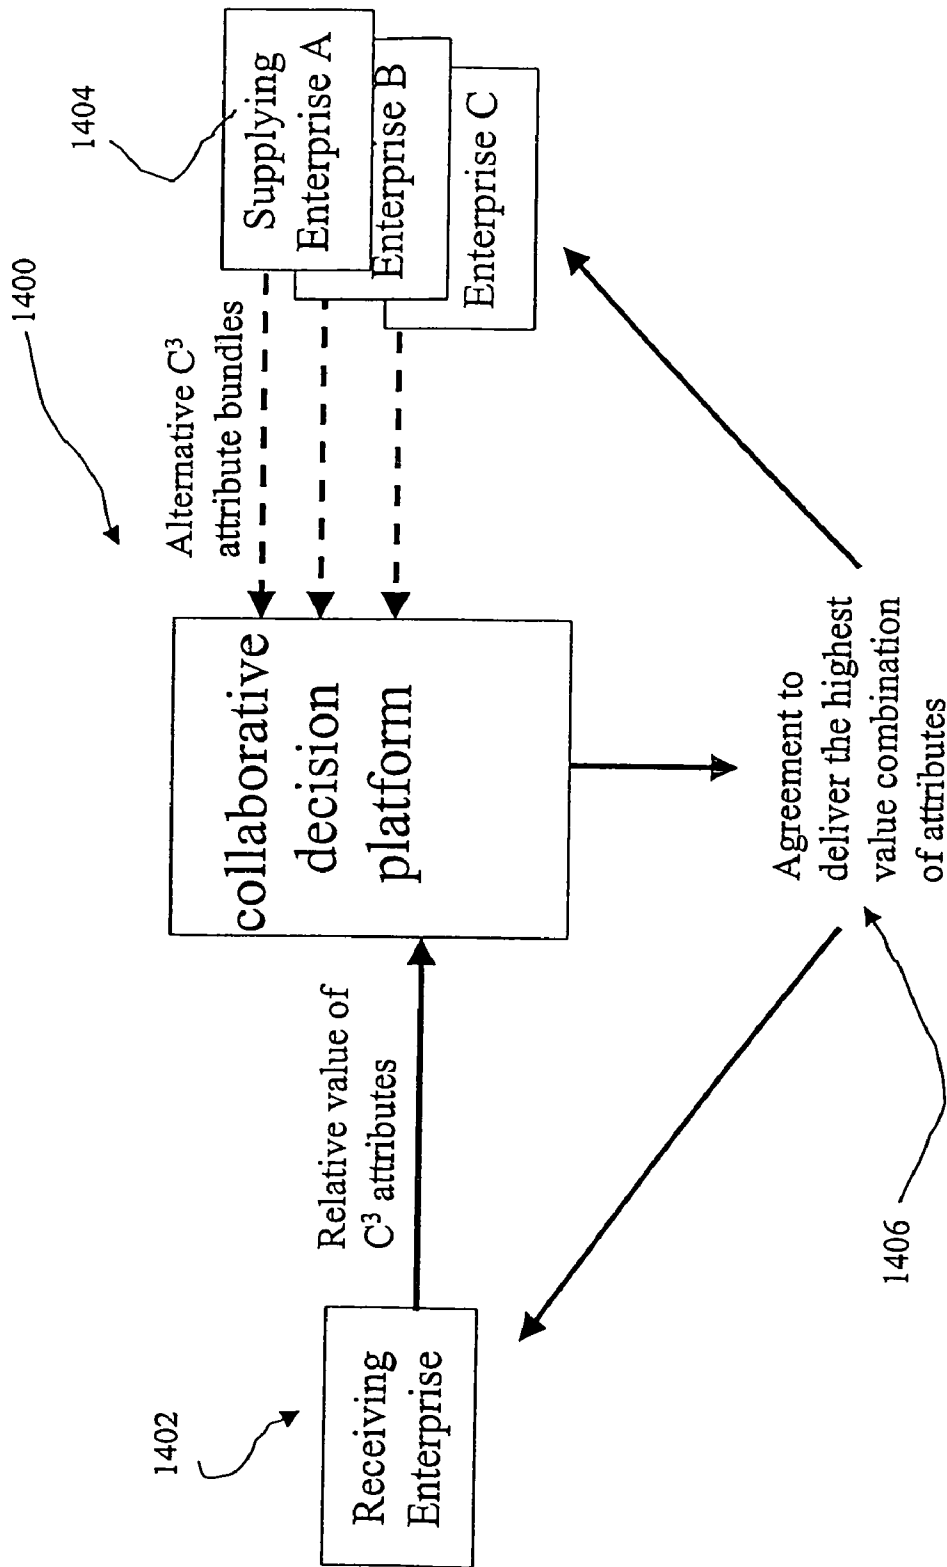 1400
1402
Receiving
Enterprise
Relative value of
C³ attributes
collaborative
decision
platform
Alternative C³
attribute bundles
1404
Supplying
Enterprise A
Enterprise B
Enterprise C
Agreement to
deliver the highest
value combination
of attributes
1406